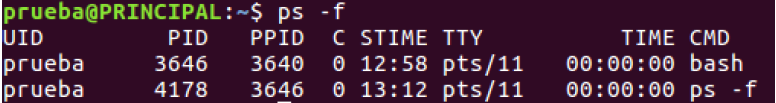 prueba@PRINCIPAL:~$ ps -f
UID        PID  PPID  C STIME TTY          TIME CMD
prueba    3646  3640  0 12:58 pts/11   00:00:00 bash
prueba    4178  3646  0 13:12 pts/11   00:00:00 ps -f